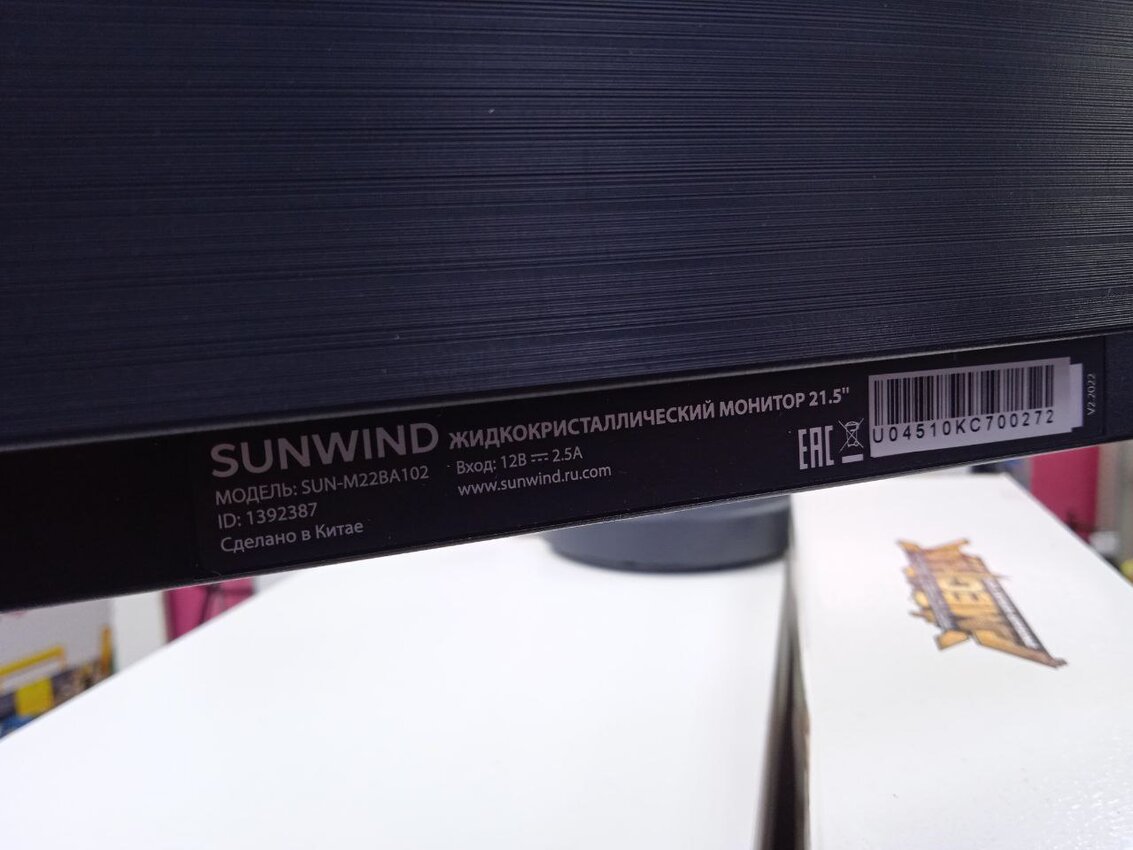 SUNWIND
МОДЕЛЬ: SUN-M22BA102
ID: 1392387
Сделано в Китае
ЖИДКОКРИСТАЛЛИЧЕСКИЙ МОНИТОР 21.5"
Вход: 12В ⎓ 2.5А
www.sunwind.ru.com
EAC
U04510KC700272
V2.2022